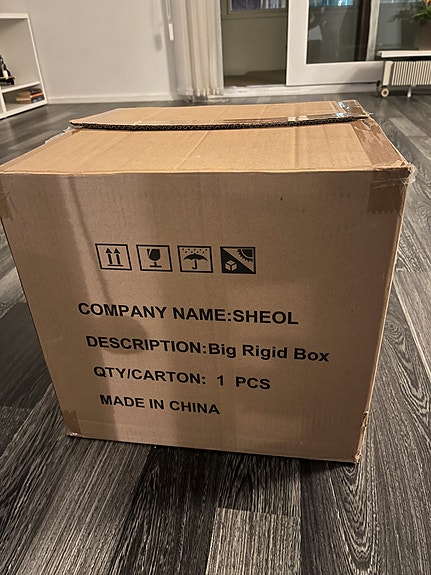 COMPANY NAME:SHEOL
DESCRIPTION:Big Rigid Box
QTY/CARTON: 1 PCS
MADE IN CHINA